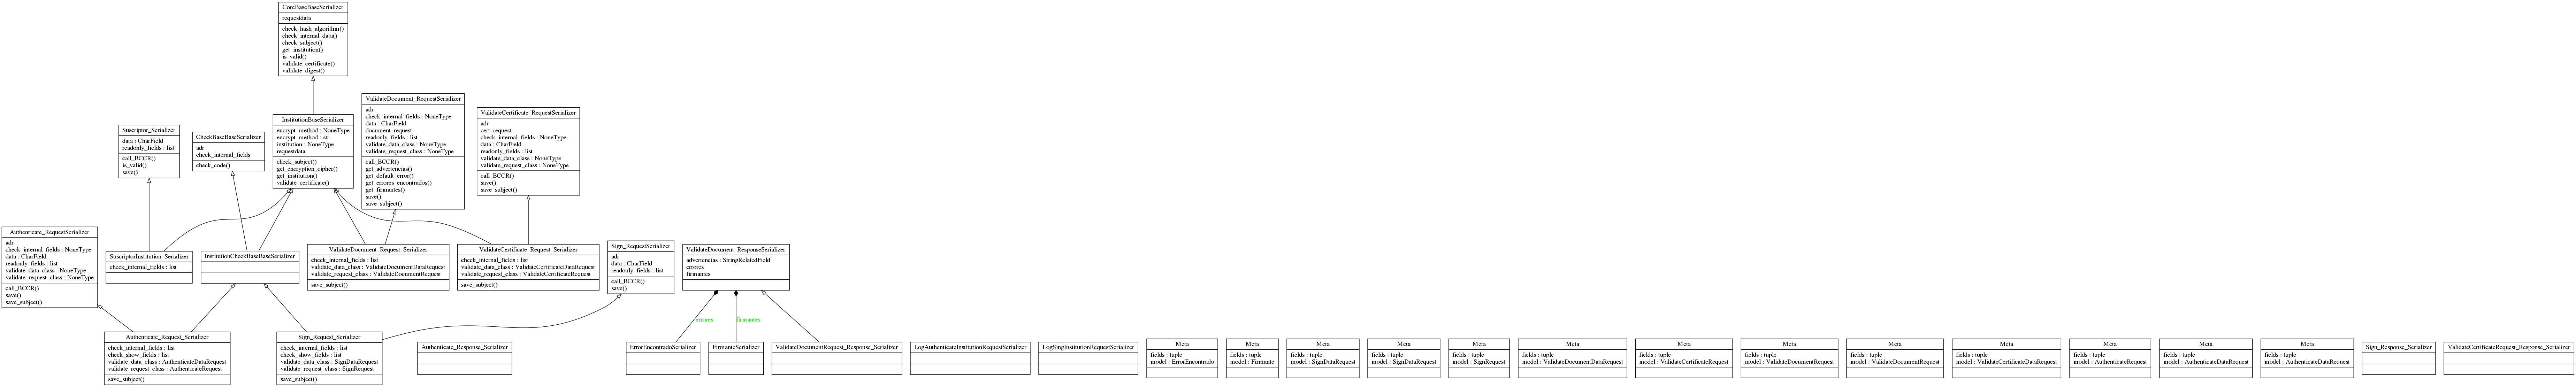 CoreBaseBaseSerializer
requestdata
check_hash_algorithm()
check_internal_data()
check_subject()
get_institution()
is_valid()
validate_certificate()
validate_digest()
Suscriptor_Serializer
data : CharField
readonly_fields : list
call_BCCR()
is_valid()
save()
CheckBaseBaseSerializer
adr
check_internal_fields
check_code()
InstitutionBaseSerializer
encrypt_method : NoneType
encrypt_method : str
institution : NoneType
requestdata
check_subject()
get_encryption_cipher()
get_institution()
validate_certificate()
ValidateDocument_RequestSerializer
adr
check_internal_fields : NoneType
data : CharField
document_request
readonly_fields : list
validate_data_class : NoneType
validate_request_class : NoneType
call_BCCR()
get_advertencias()
get_default_error()
get_errores_encontrados()
get_firmantes()
save()
save_subject()
ValidateCertificate_RequestSerializer
adr
cert_request
check_internal_fields : NoneType
data : CharField
readonly_fields : list
validate_data_class : NoneType
validate_request_class : NoneType
call_BCCR()
save()
save_subject()
Authenticate_RequestSerializer
adr
check_internal_fields : NoneType
data : CharField
readonly_fields : list
validate_data_class : NoneType
validate_request_class : NoneType
call_BCCR()
save()
save_subject()
SuscriptorInstitution_Serializer
check_internal_fields : list
InstitutionCheckBaseBaseSerializer
ValidateDocument_Request_Serializer
check_internal_fields : list
validate_data_class : ValidateDocumentDataRequest
validate_request_class : ValidateDocumentRequest
save_subject()
ValidateCertificate_Request_Serializer
check_internal_fields : list
validate_data_class : ValidateCertificateDataRequest
validate_request_class : ValidateCertificateRequest
save_subject()
Sign_RequestSerializer
adr
data : CharField
readonly_fields : list
call_BCCR()
save()
ValidateDocument_ResponseSerializer
advertencias : StringRelatedField
errores
firmantes
errores
firmantes
Authenticate_Request_Serializer
check_internal_fields : list
check_show_fields : list
validate_data_class : AuthenticateDataRequest
validate_request_class : AuthenticateRequest
save_subject()
Sign_Request_Serializer
check_internal_fields : list
check_show_fields : list
validate_data_class : SignDataRequest
validate_request_class : SignRequest
save_subject()
Authenticate_Response_Serializer
ErrorEncontradoSerializer
FirmanteSerializer
ValidateDocumentRequest_Response_Serializer
LogAuthenticateInstitutionRequestSerializer
LogSingInstitutionRequestSerializer
Meta
fields : tuple
model : ErrorEncontrado
Meta
fields : tuple
model : Firmante
Meta
fields : tuple
model : SignDataRequest
Meta
fields : tuple
model : SignDataRequest
Meta
fields : tuple
model : SignRequest
Meta
fields : tuple
model : ValidateDocumentDataRequest
Meta
fields : tuple
model : ValidateCertificateRequest
Meta
fields : tuple
model : ValidateDocumentRequest
Meta
fields : tuple
model : ValidateDocumentRequest
Meta
fields : tuple
model : ValidateCertificateDataRequest
Meta
fields : tuple
model : AuthenticateRequest
Meta
fields : tuple
model : AuthenticateDataRequest
Meta
fields : tuple
model : AuthenticateDataRequest
Sign_Response_Serializer
ValidateCertificateRequest_Response_Serializer